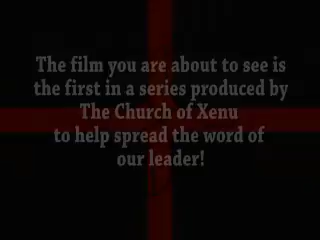 The film you are about to see is
the first in a series produced by
The Church of Xenu
to help spread the word of
our leader!